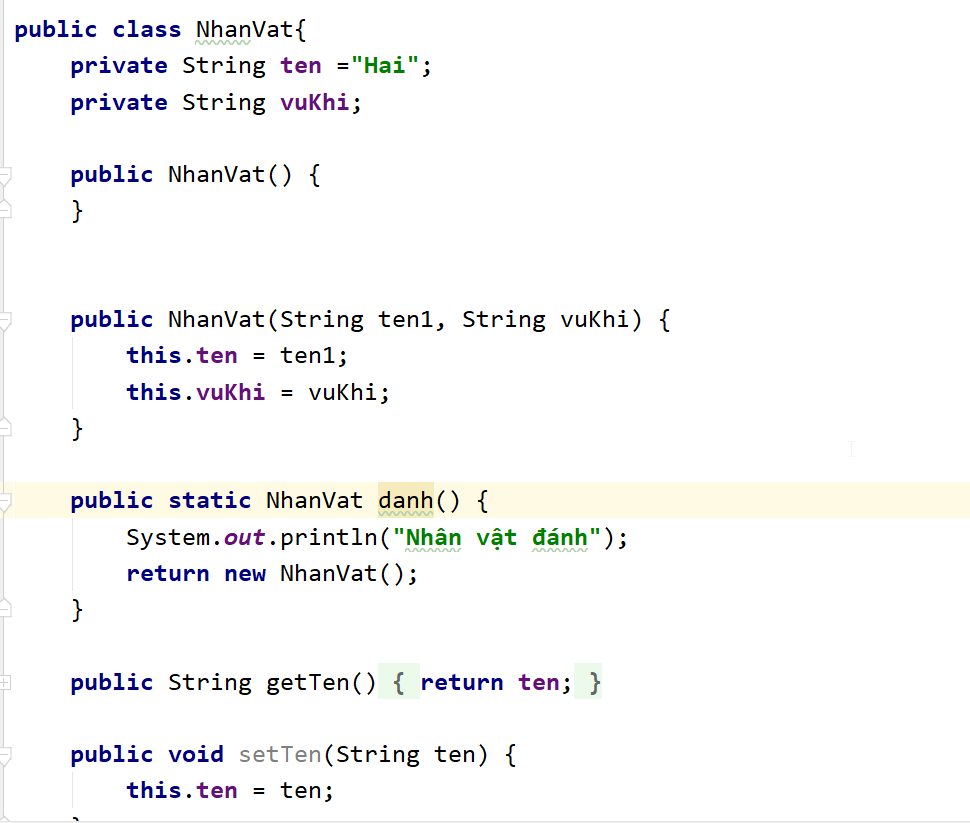 public class NhanVat{
    private String ten ="Hai";
    private String vuKhi;
    public NhanVat() {
    }
    public NhanVat(String ten1, String vuKhi) {
        this.ten = ten1;
        this.vuKhi = vuKhi;
    }
    public static NhanVat danh() {
        System.out.println("Nhân vật đánh");
        return new NhanVat();
    }
    public String getTen() { return ten; }
    public void setTen(String ten) {
        this.ten = ten;
    }